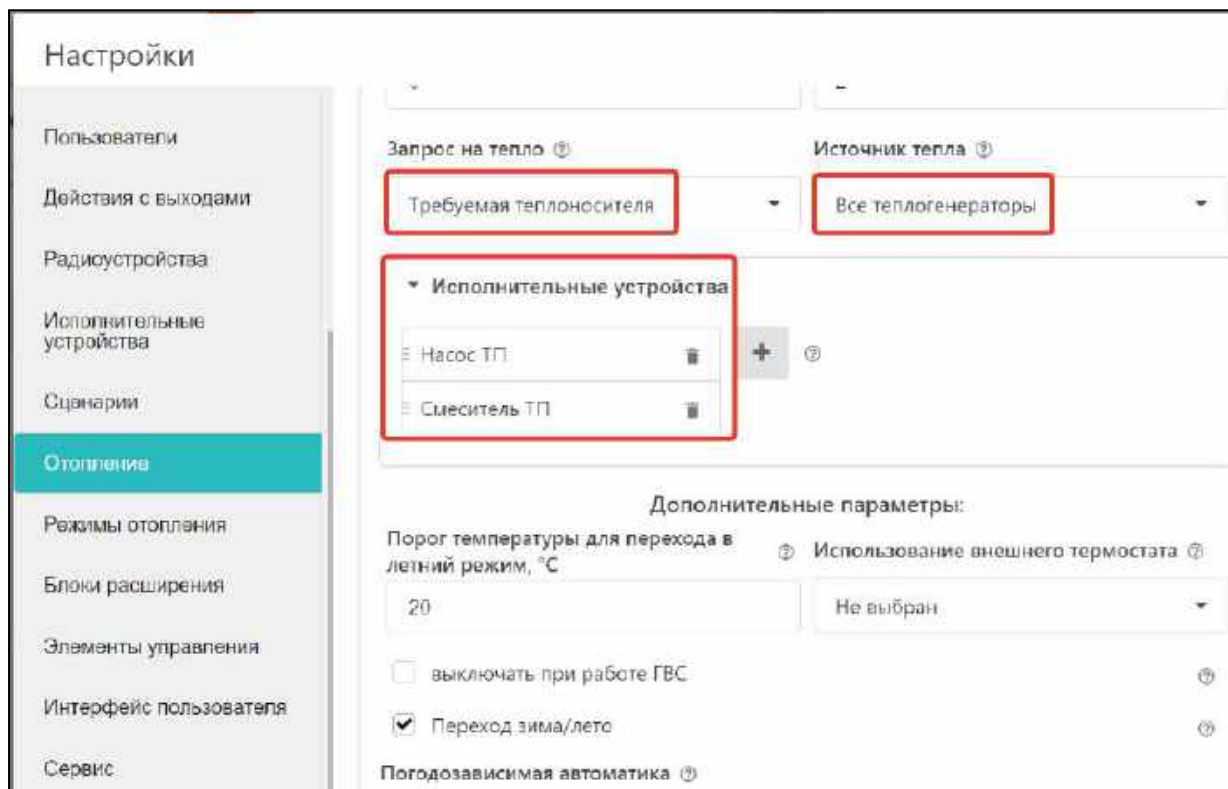 Настройки
Пользователи
Действия с выходами
Радиоустройства
Исполнительные
устройства
Сценарии
Отопление
Режимы отопления
Блоки расширения
Элементы управления
Интерфейс пользователя
Сервис
Запрос на тепло
Источник тепла
Требуемая теплоносителя
Все теплогенераторы
Исполнительные устройства
Насос ТП
+
Смеситель ТП
Дополнительные параметры:
Порог температуры для перехода в
летний режим, °C
Использование внешнего термостата
20
Не выбран
выключать при работе ГВС
Переход зима/лето
Погодозависимая автоматика